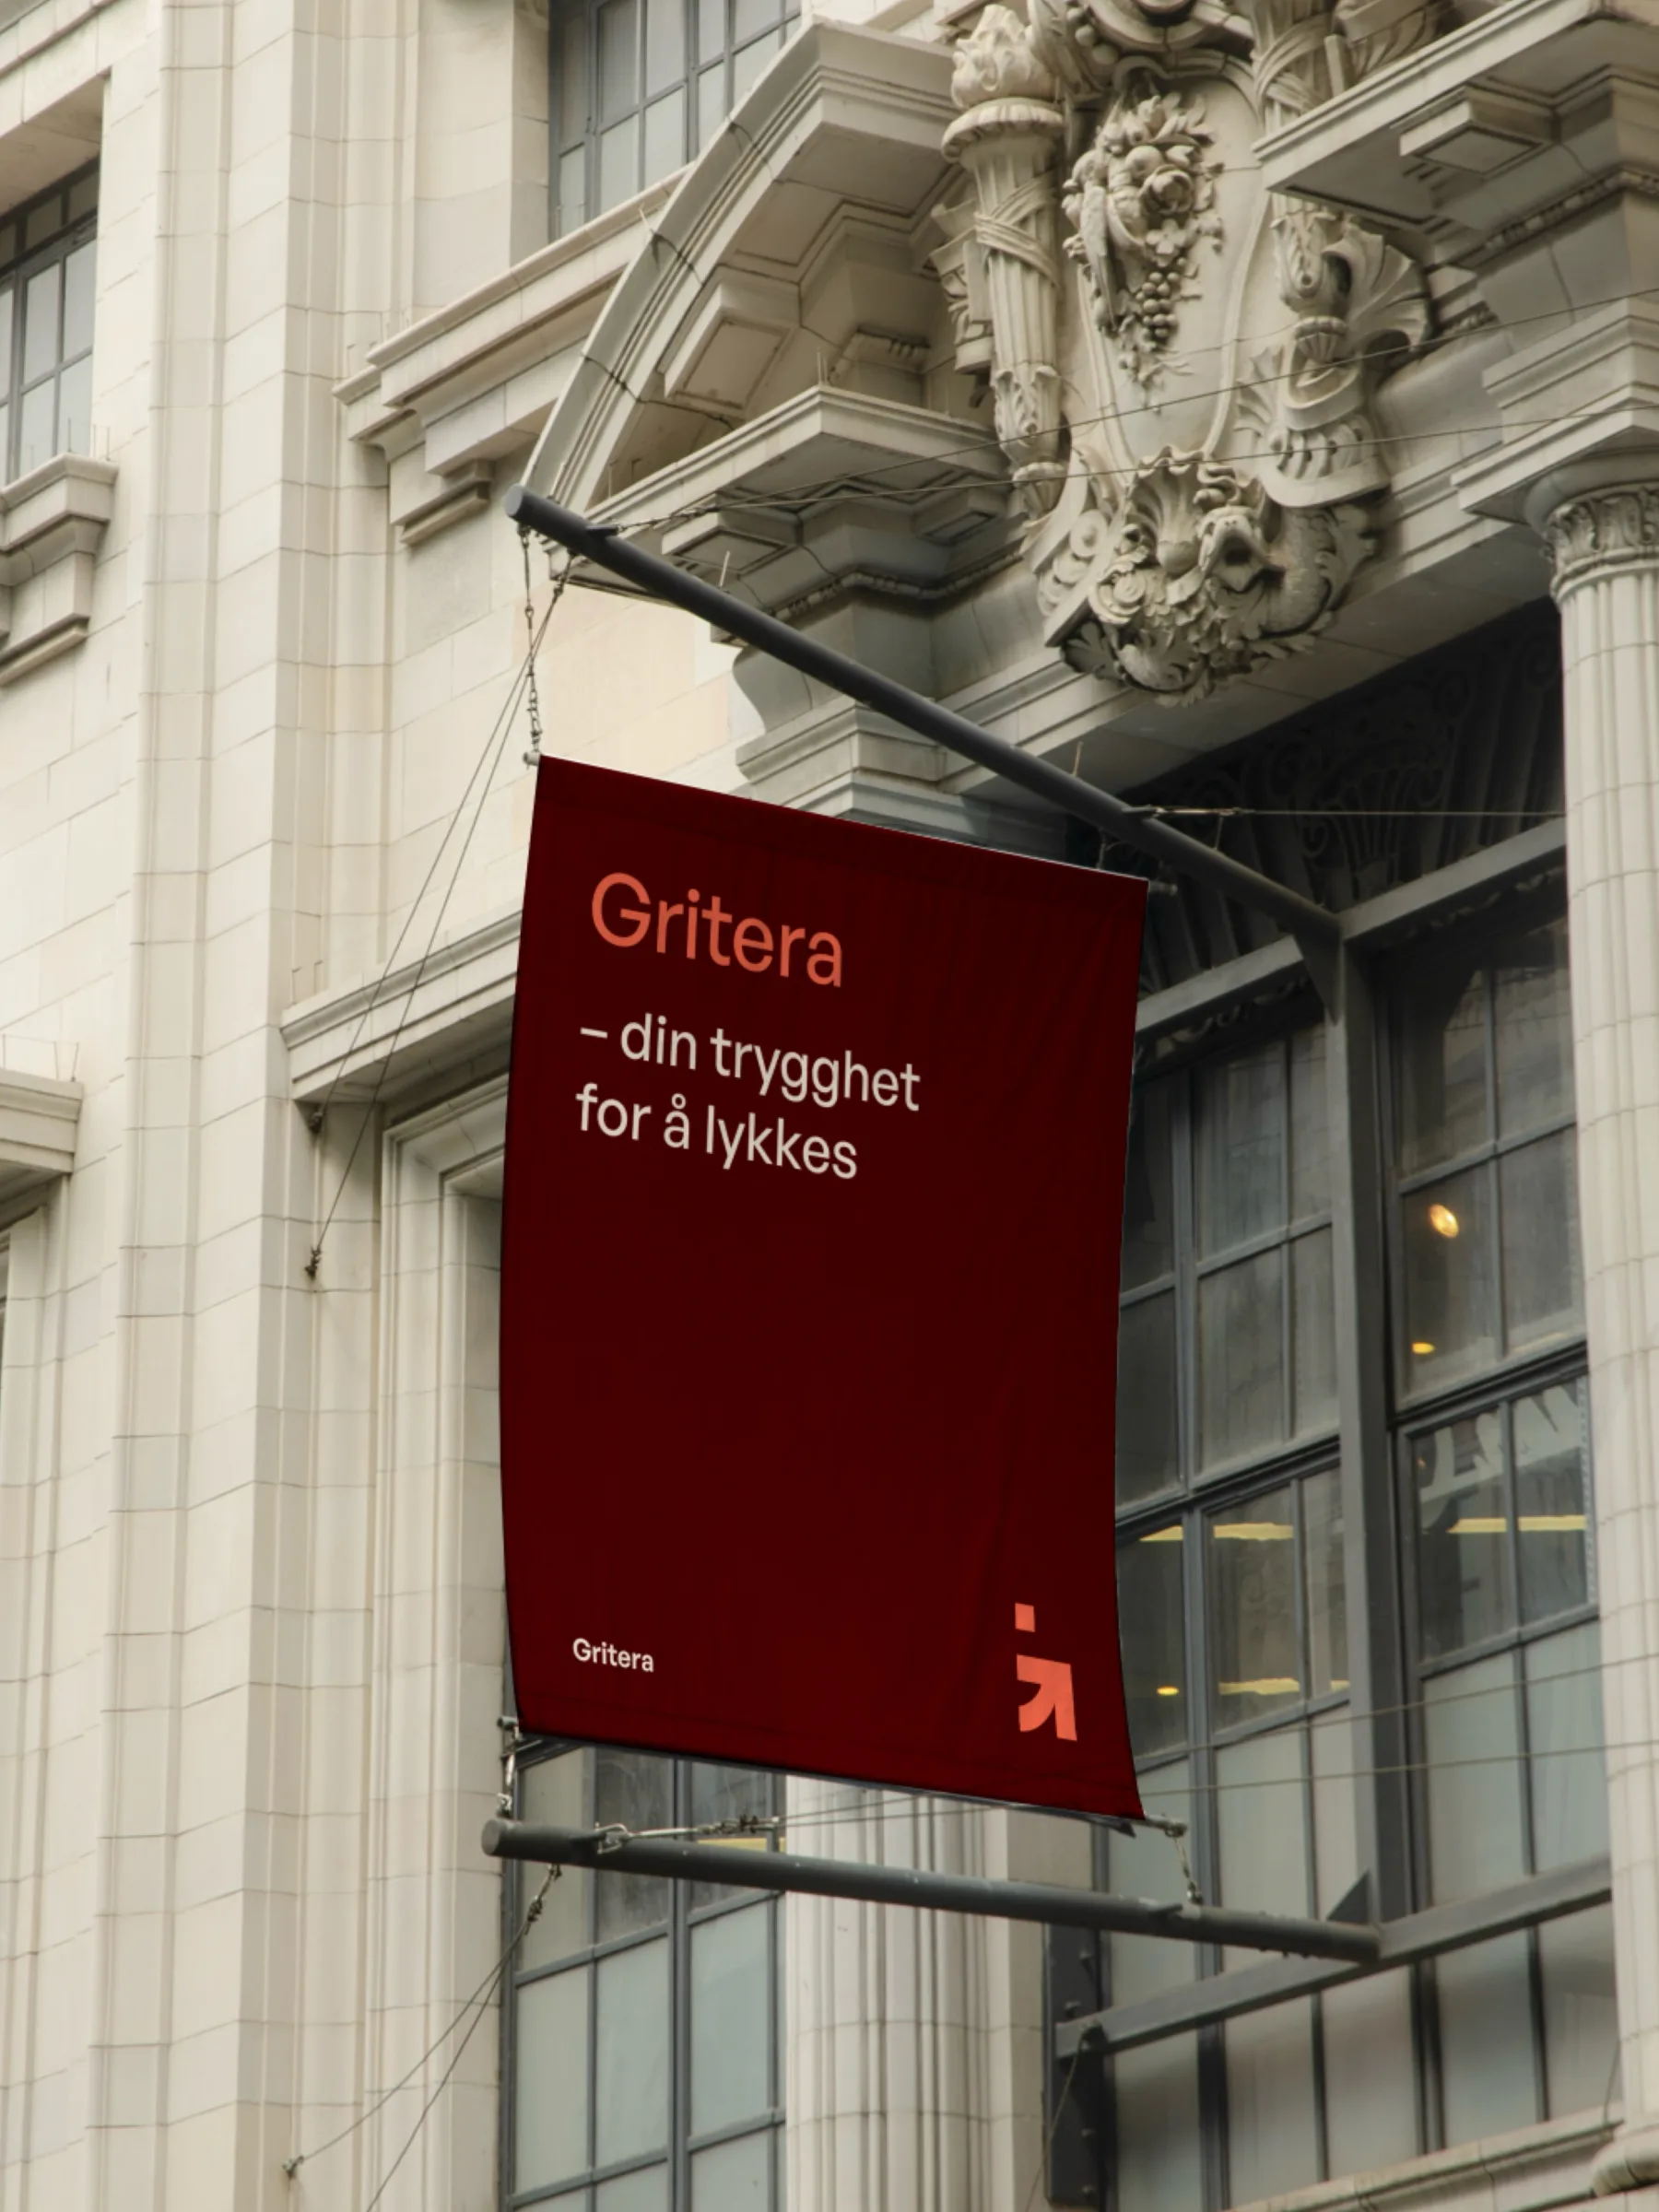 Gritera
– din trygghet
for å lykkes
Gritera